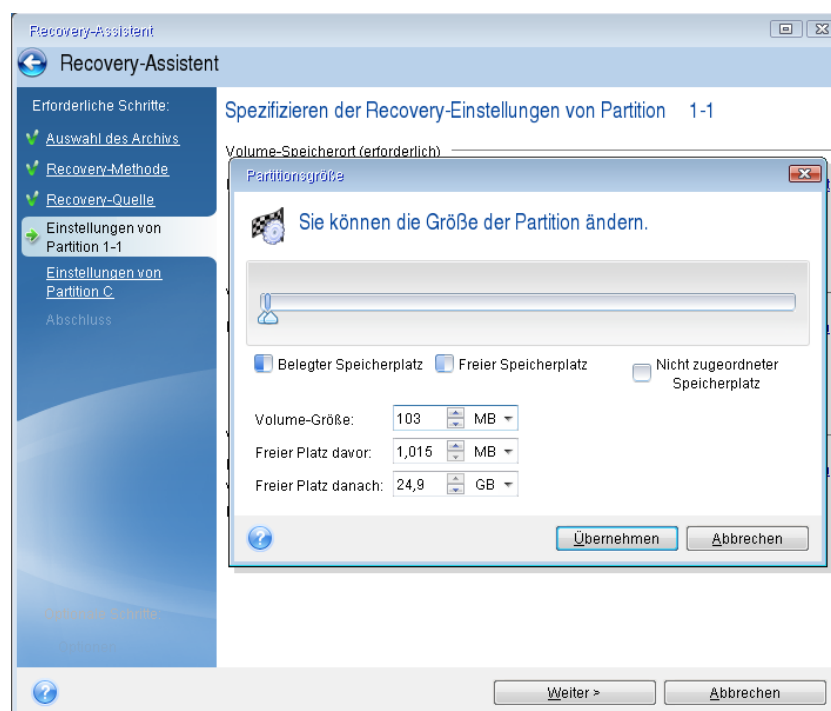 Recovery-Assistent
Recovery-Assistent
Erforderliche Schritte:
Auswahl des Archivs
Recovery-Methode
Recovery-Quelle
Einstellungen von
Partition 1-1
Einstellungen von
Partition C
Abschluss
Spezifizieren der Recovery-Einstellungen von Partition 1-1
Volume-Speicherort (erforderlich)
Partitionsgröße
Sie können die Größe der Partition ändern.
Belegter Speicherplatz
Freier Speicherplatz
Nicht zugeordneter
Speicherplatz
Volume-Größe: 103 MB
Freier Platz davor: 1,015 MB
Freier Platz danach: 24,9 GB
Übernehmen
Abbrechen
Weiter >
Abbrechen